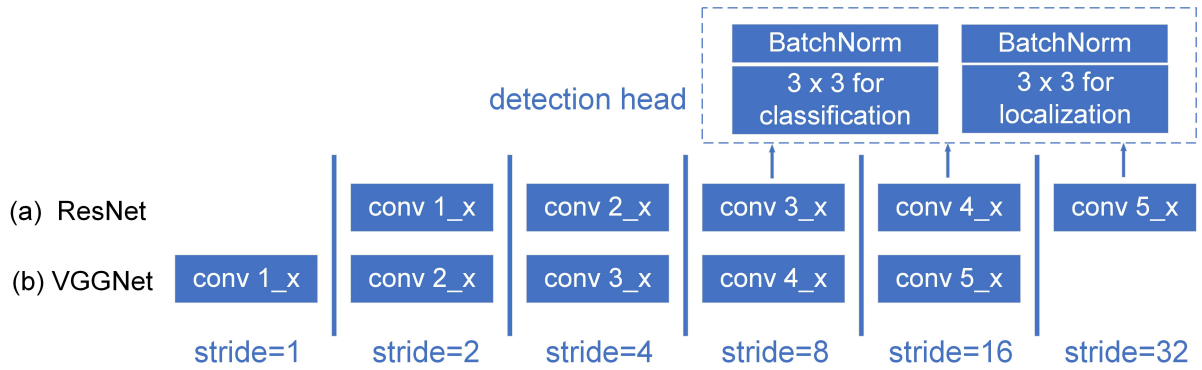 BatchNorm
3 x 3 for
classification
BatchNorm
3 x 3 for
localization
detection head
(a) ResNet
conv 1_x
conv 2_x
conv 3_x
conv 4_x
conv 5_x
(b) VGGNet
conv 1_x
conv 2_x
conv 3_x
conv 4_x
conv 5_x
stride=1
stride=2
stride=4
stride=8
stride=16
stride=32